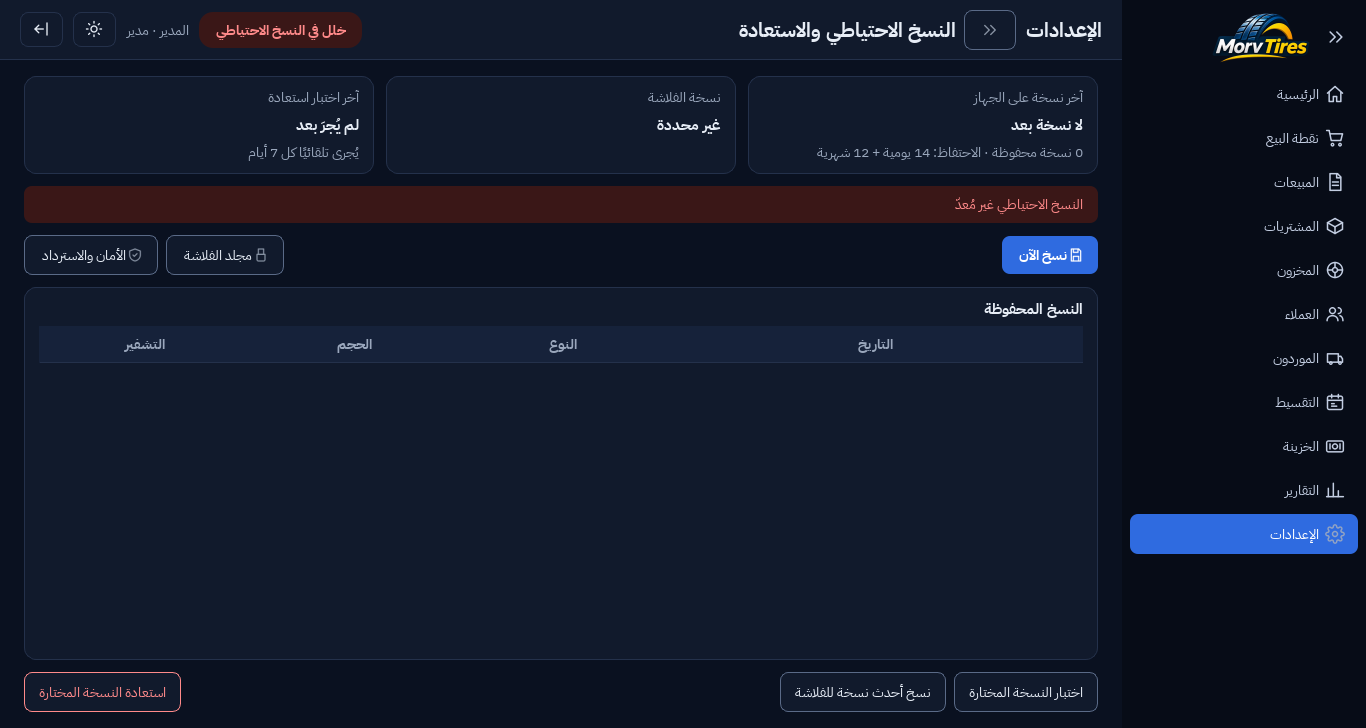 Morv Tires
الرئيسية
نقطة البيع
المبيعات
المشتريات
المخزون
العملاء
الموردون
التقسيط
الخزينة
التقارير
الإعدادات
الإعدادات
النسخ الاحتياطي والاستعادة
خلل في النسخ الاحتياطي
المدير · مدير
آخر نسخة على الجهاز
لا نسخة بعد
0 نسخة محفوظة · الاحتفاظ: 14 يومية + 12 شهرية
نسخة الفلاشة
غير محددة
آخر اختبار استعادة
لم يُجرَ بعد
يُجرى تلقائيًا كل 7 أيام
النسخ الاحتياطي غير مُعدّ
نسخ الآن
مجلد الفلاشة
الأمان والاسترداد
النسخ المحفوظة
التاريخ النوع الحجم التشفير
اختبار النسخة المختارة
نسخ أحدث نسخة للفلاشة
استعادة النسخة المختارة